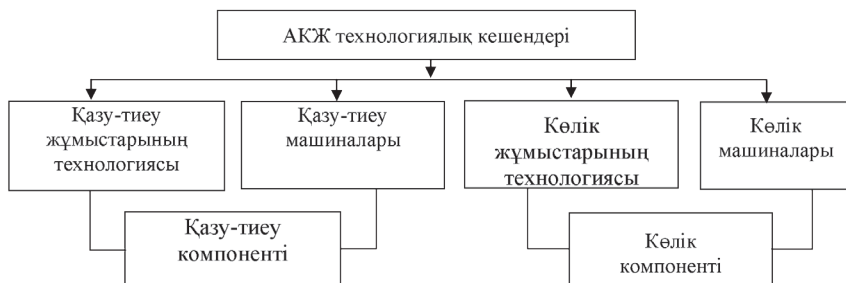 АКЖ технологиялық кешендері
Қазу-тиеу
жұмыстарының
технологиясы
Қазу-тиеу
машиналары
Көлік
жұмыстарының
технологиясы
Көлік
машиналары
Қазу-тиеу
компоненті
Көлік
компоненті